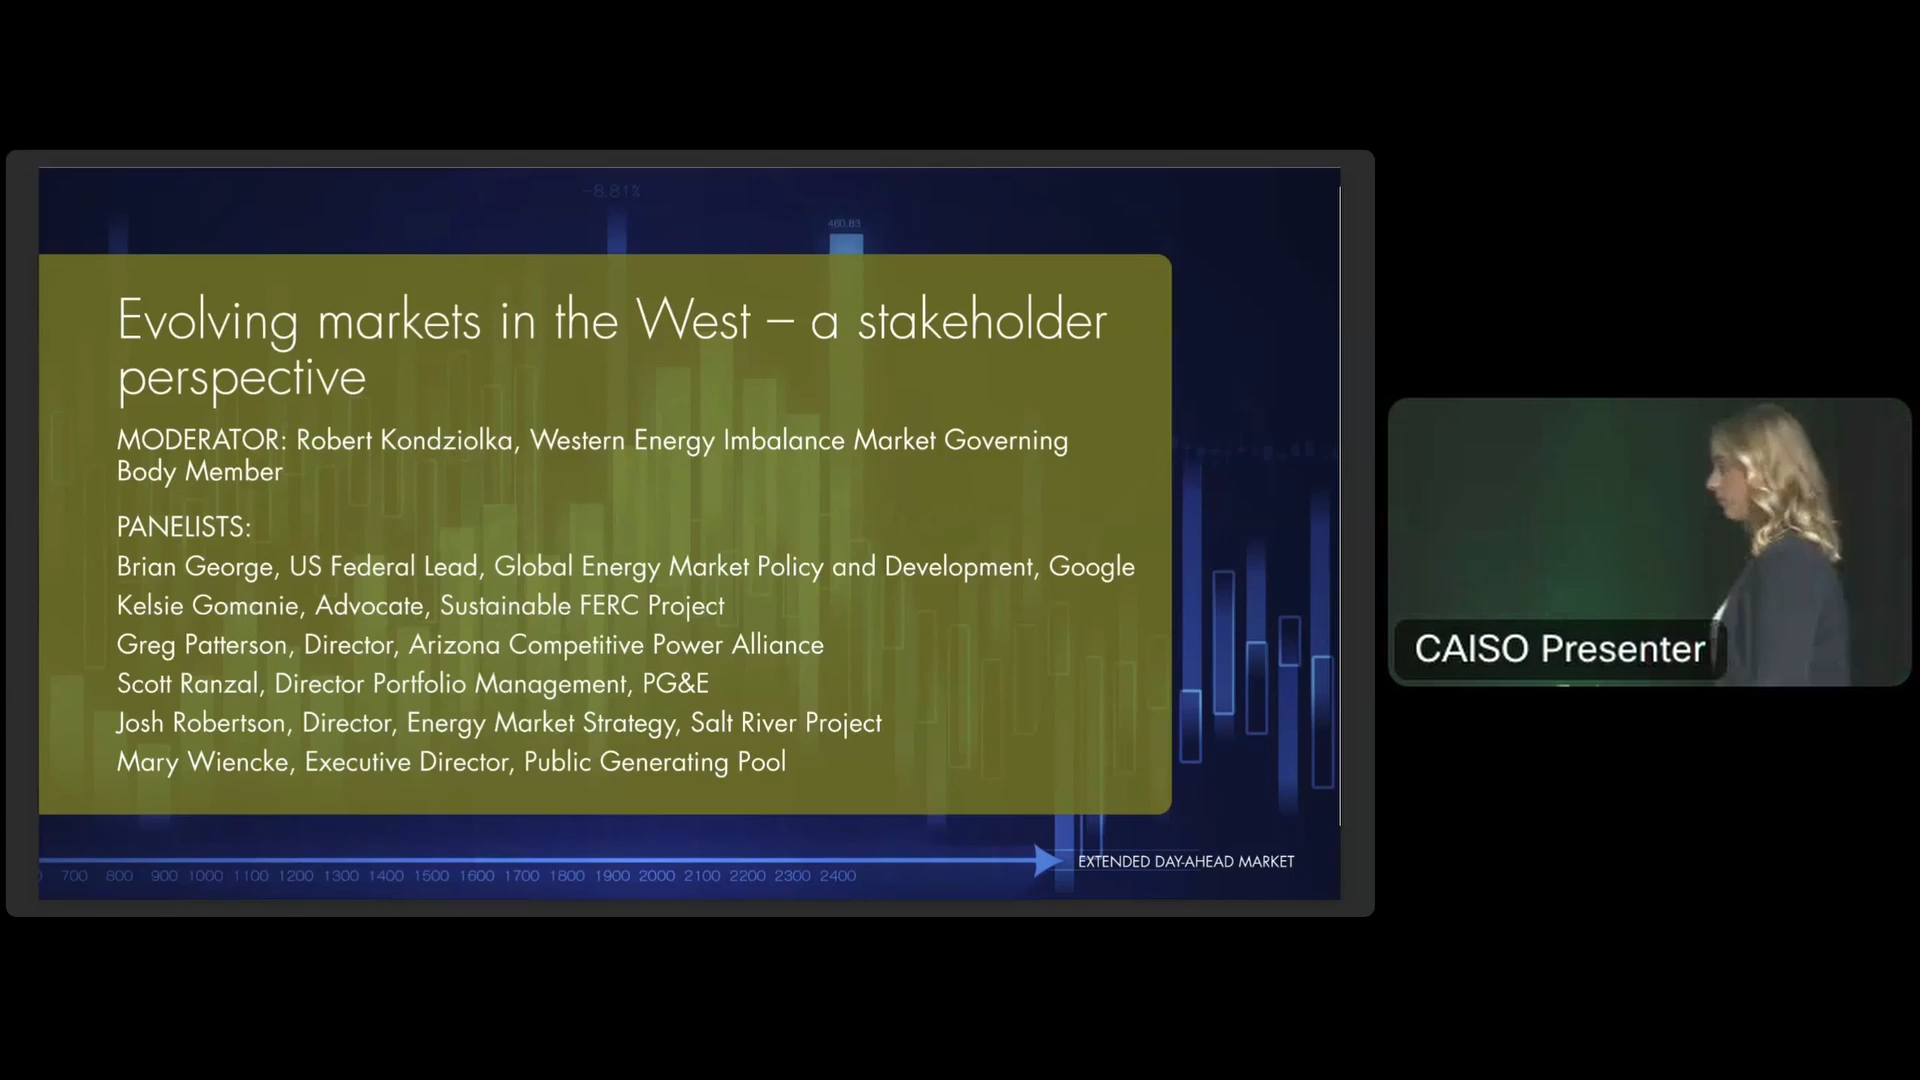 -8.81%
460.83
Evolving markets in the West – a stakeholder
perspective
MODERATOR: Robert Kondziolka, Western Energy Imbalance Market Governing
Body Member
PANELISTS:
Brian George, US Federal Lead, Global Energy Market Policy and Development, Google
Kelsie Gomanie, Advocate, Sustainable FERC Project
Greg Patterson, Director, Arizona Competitive Power Alliance
Scott Ranzal, Director Portfolio Management, PG&E
Josh Robertson, Director, Energy Market Strategy, Salt River Project
Mary Wiencke, Executive Director, Public Generating Pool
EXTENDED DAY-AHEAD MARKET
700 800 900 1000 1100 1200 1300 1400 1500 1600 1700 1800 1900 2000 2100 2200 2300 2400
CAISO Presenter